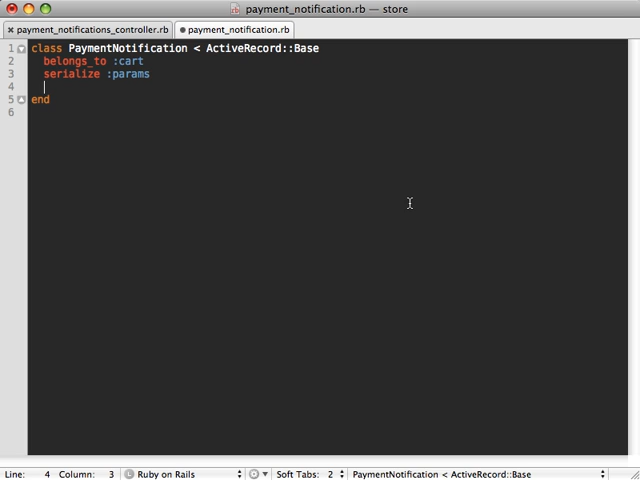 payment_notification.rb — store
payment_notifications_controller.rb payment_notification.rb
1 class PaymentNotification < ActiveRecord::Base
2 belongs_to :cart
3 serialize :params
4
5 end
6
Line: 4 Column: 3 L Ruby on Rails Soft Tabs: 2 PaymentNotification < ActiveRecord::Base